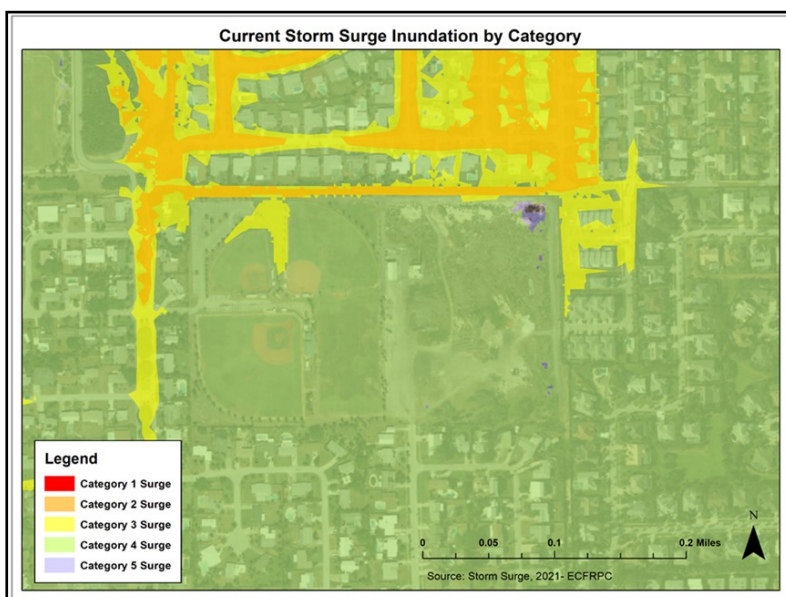 Current Storm Surge Inundation by Category
Legend
Category 1 Surge
Category 2 Surge
Category 3 Surge
Category 4 Surge
Category 5 Surge
N
0 0.05 0.1 0.2 Miles
Source: Storm Surge, 2021- ECFRPC